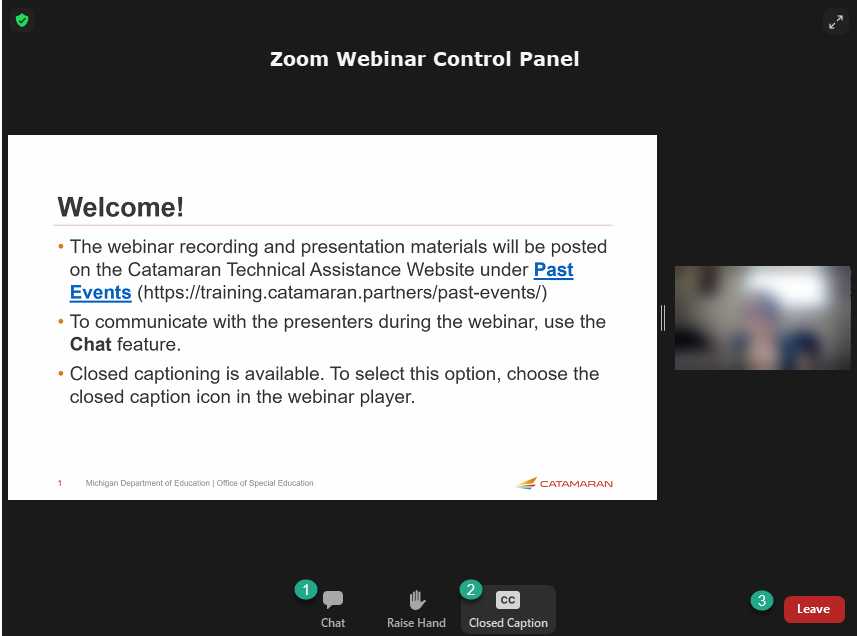 Zoom Webinar Control Panel
Welcome!
• The webinar recording and presentation materials will be posted
on the Catamaran Technical Assistance Website under Past
Events (https://training.catamaran.partners/past-events/)
• To communicate with the presenters during the webinar, use the
Chat feature.
• Closed captioning is available. To select this option, choose the
closed caption icon in the webinar player.
1 Michigan Department of Education | Office of Special Education
CATAMARAN
1
Chat
Raise Hand
2
CC
Closed Caption
3
Leave